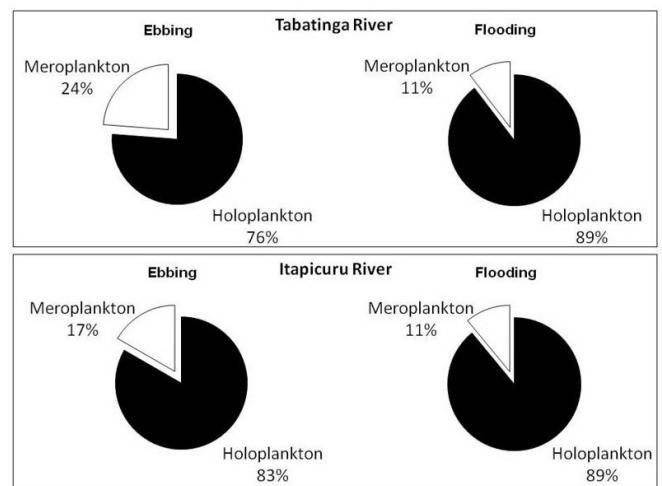 Tabatinga River
Ebbing
Flooding
Meroplankton
24%
Holoplankton
76%
Meroplankton
11%
Holoplankton
89%
Itapicuru River
Ebbing
Flooding
Meroplankton
17%
Holoplankton
83%
Meroplankton
11%
Holoplankton
89%